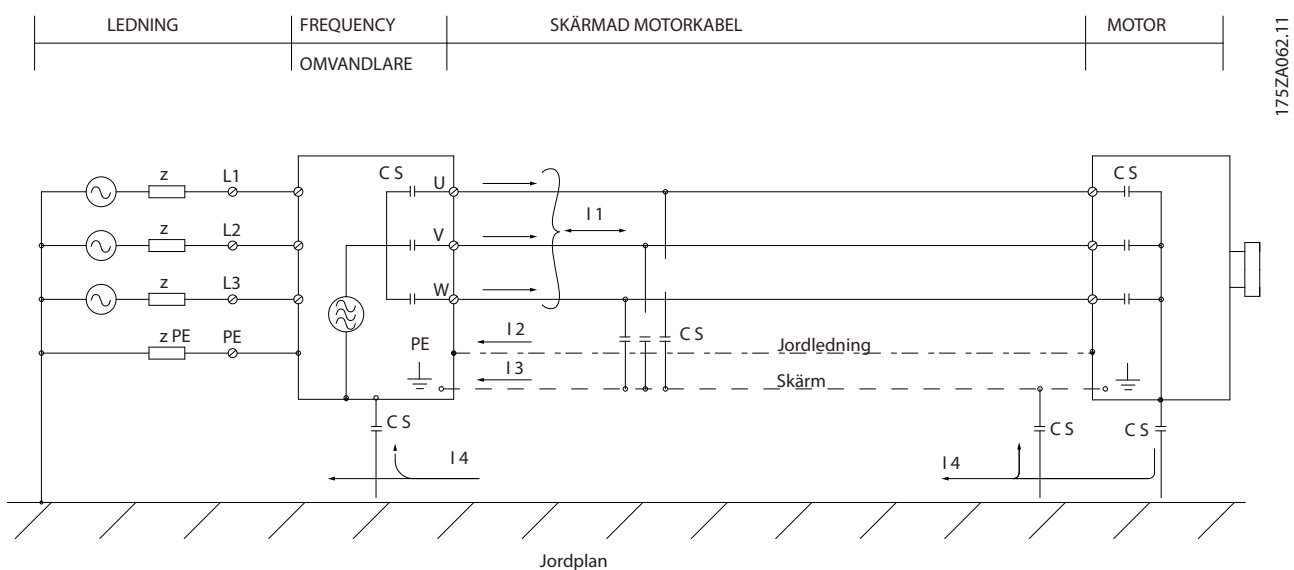 LEDNING
FREQUENCY
OMVANDLARE
SKÄRMAD MOTORKABEL
MOTOR
175ZA062.11
z L1
C S U
C S
I 1
z L2
V
z L3
W
z PE PE
PE
I 2
C S
Jordledning
I 3
Skärm
C S
C S
C S
I 4
I 4
Jordplan